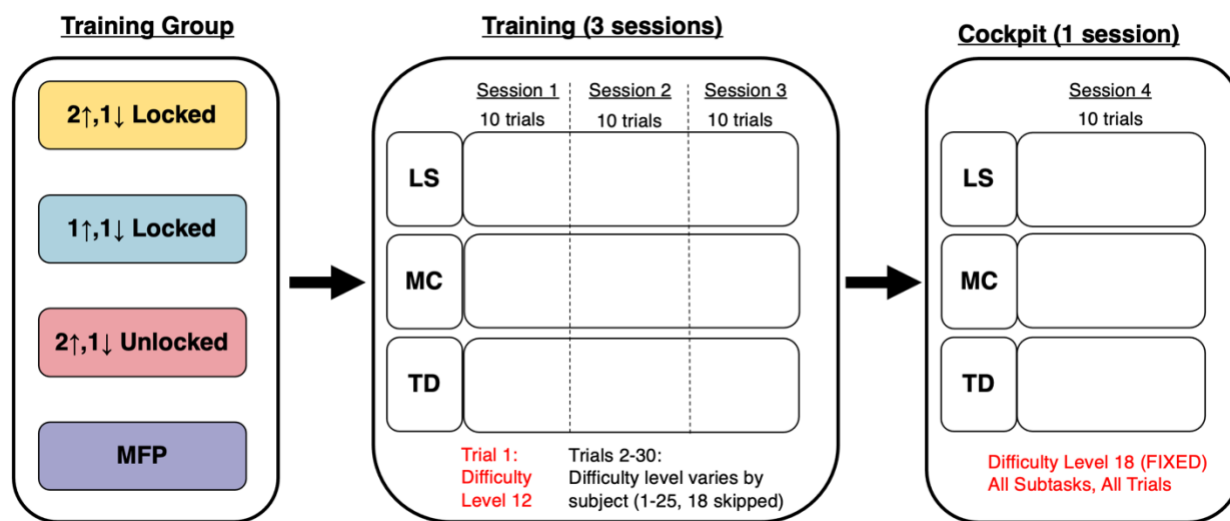 Training Group
2↑,1↓ Locked
1↑,1↓ Locked
2↑,1↓ Unlocked
MFP
Training (3 sessions)
Session 1
10 trials
Session 2
10 trials
Session 3
10 trials
LS
MC
TD
Trial 1:
Difficulty
Level 12
Trials 2-30:
Difficulty level varies by
subject (1-25, 18 skipped)
Cockpit (1 session)
Session 4
10 trials
LS
MC
TD
Difficulty Level 18 (FIXED)
All Subtasks, All Trials